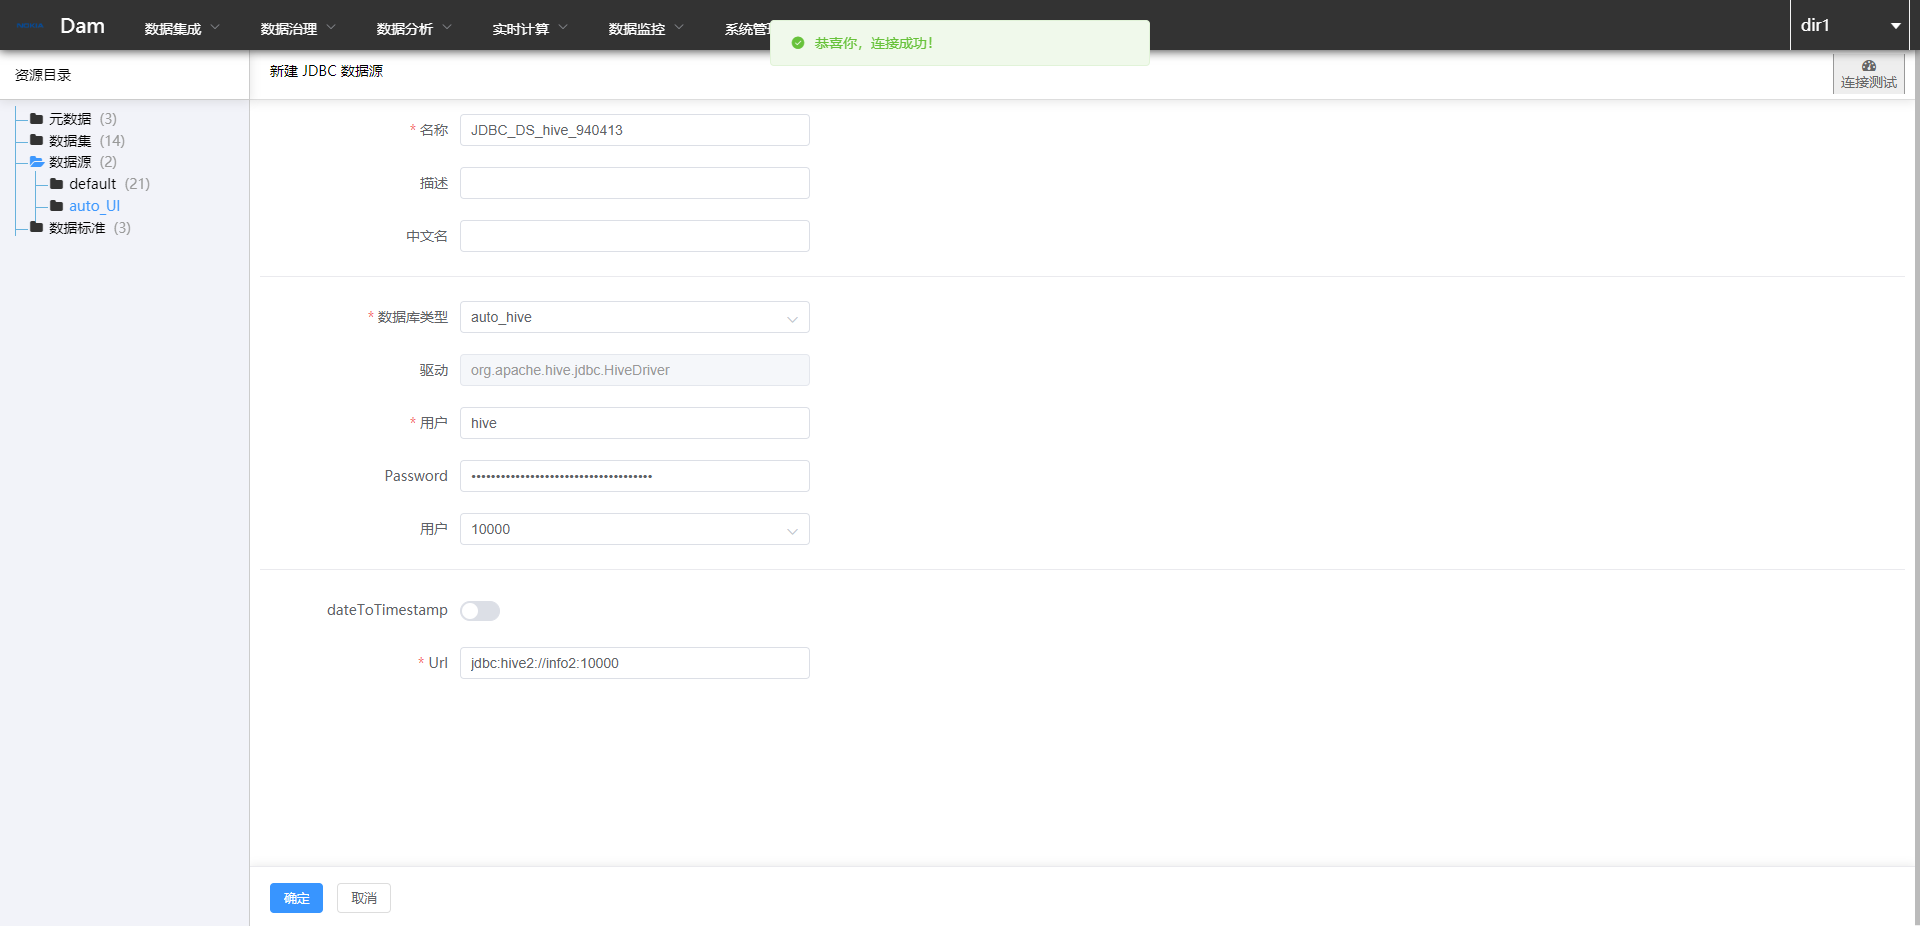 Dam
数据集成
数据治理
数据分析
实时计算
数据监控
系统管
恭喜你，连接成功！
dir1
资源目录
新建 JDBC 数据源
连接测试
元数据 (3)
数据集 (14)
数据源 (2)
default (21)
auto_UI
数据标准 (3)
* 名称 JDBC_DS_hive_940413
描述
中文名
* 数据库类型 auto_hive
驱动 org.apache.hive.jdbc.HiveDriver
* 用户 hive
Password ••••••••••••••••••••••••••••••••••••
用户 10000
dateToTimestamp
* Url jdbc:hive2://info2:10000
确定 取消